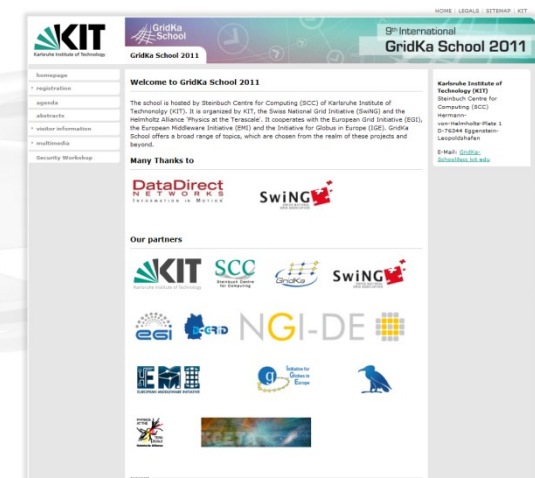 HOME | LEGALS | SITEMAP | KIT
KIT
Karlsruhe Institute of Technology
GridKa
School
GridKa School 2011
9th International
GridKa School 2011
homepage
registration
agenda
abstracts
visitor information
multimedia
Security Workshop
Welcome to GridKa School 2011
The school is hosted by Steinbuch Centre for Computing (SCC) of Karlsruhe Institute of
Technonolgy (KIT). It is organized by KIT, the Swiss National Grid Initiative (SwiNG) and the
Helmholtz Alliance 'Physics at the Terascale'. It cooperates with the European Grid Initiative (EGI),
the European Middleware Initiative (EMI) and the Initiative for Globus in Europe (IGE). GridKa
School offers a broad range of topics, which are chosen from the realm of these projects and
beyond.
Many Thanks to
DataDirect
NETWORKS
INFORMATION IN MOTION
SwiNG
Our partners
KIT
Karlsruhe Institute of Technology
SCC
Steinbuch Centre
for Computing
GridKa
SwiNG
egi
D-GRID
NGI-DE
EMI
EUROPEAN MIDDLEWARE INITIATIVE
Initiative for
Globus in
Europe
PHYSICS
AT THE
TERA
SCALE
Helmholtz Alliance
Karlsruhe Institute of
Technology (KIT)
Steinbuch Centre for
Computing (SCC)
Hermann-
von-Helmholtz-Platz 1
D-76344 Eggenstein-
Leopoldshafen
E-Mail: GridKa-
School@scc kit edu